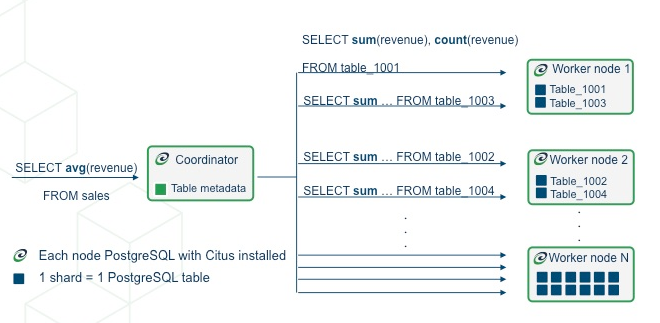 SELECT sum(revenue), count(revenue)
FROM table_1001
SELECT sum ... FROM table_1003
Worker node 1
Table_1001
Table_1003
SELECT avg(revenue)
FROM sales
Coordinator
Table metadata
SELECT sum ... FROM table_1002
SELECT sum ... FROM table_1004
Worker node 2
Table_1002
Table_1004
Worker node N
Each node PostgreSQL with Citus installed
1 shard = 1 PostgreSQL table